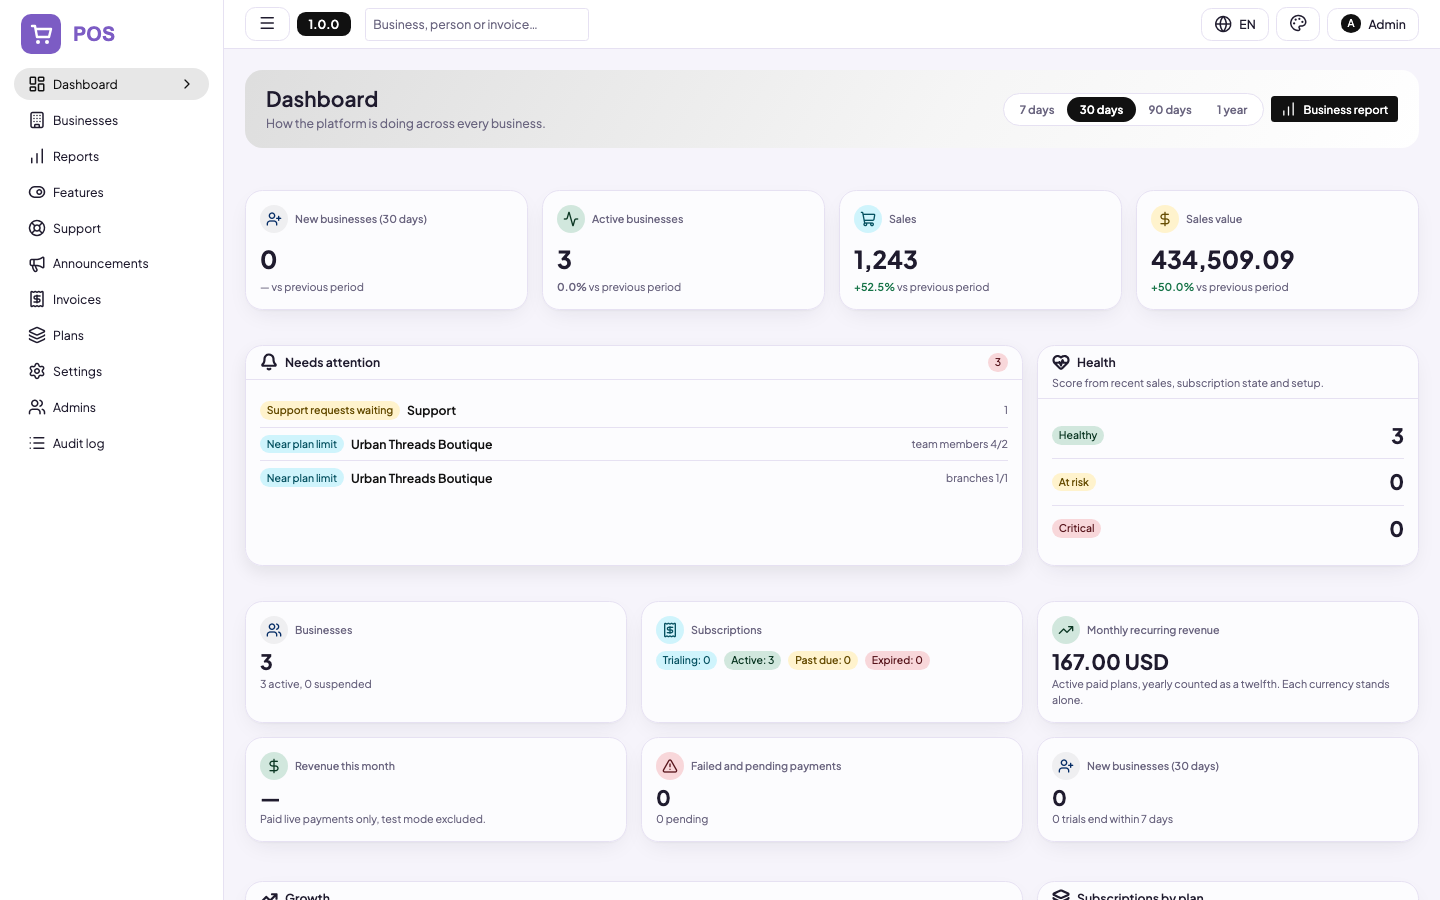 POS
1.0.0
Business, person or invoice...
EN
A
Admin
Dashboard
Businesses
Reports
Features
Support
Announcements
Invoices
Plans
Settings
Admins
Audit log
Dashboard
How the platform is doing across every business.
7 days
30 days
90 days
1 year
Business report
New businesses (30 days)
0
— vs previous period
Active businesses
3
0.0% vs previous period
Sales
1,243
+52.5% vs previous period
Sales value
434,509.09
+50.0% vs previous period
Needs attention
3
Support requests waiting Support 1
Near plan limit Urban Threads Boutique team members 4/2
Near plan limit Urban Threads Boutique branches 1/1
Health
Score from recent sales, subscription state and setup.
Healthy 3
At risk 0
Critical 0
Businesses
3
3 active, 0 suspended
Subscriptions
Trialing: 0 Active: 3 Past due: 0 Expired: 0
Monthly recurring revenue
167.00 USD
Active paid plans, yearly counted as a twelfth. Each currency stands
alone.
Revenue this month
—
Paid live payments only, test mode excluded.
Failed and pending payments
0
0 pending
New businesses (30 days)
0
0 trials end within 7 days
Growth
Subscriptions by plan